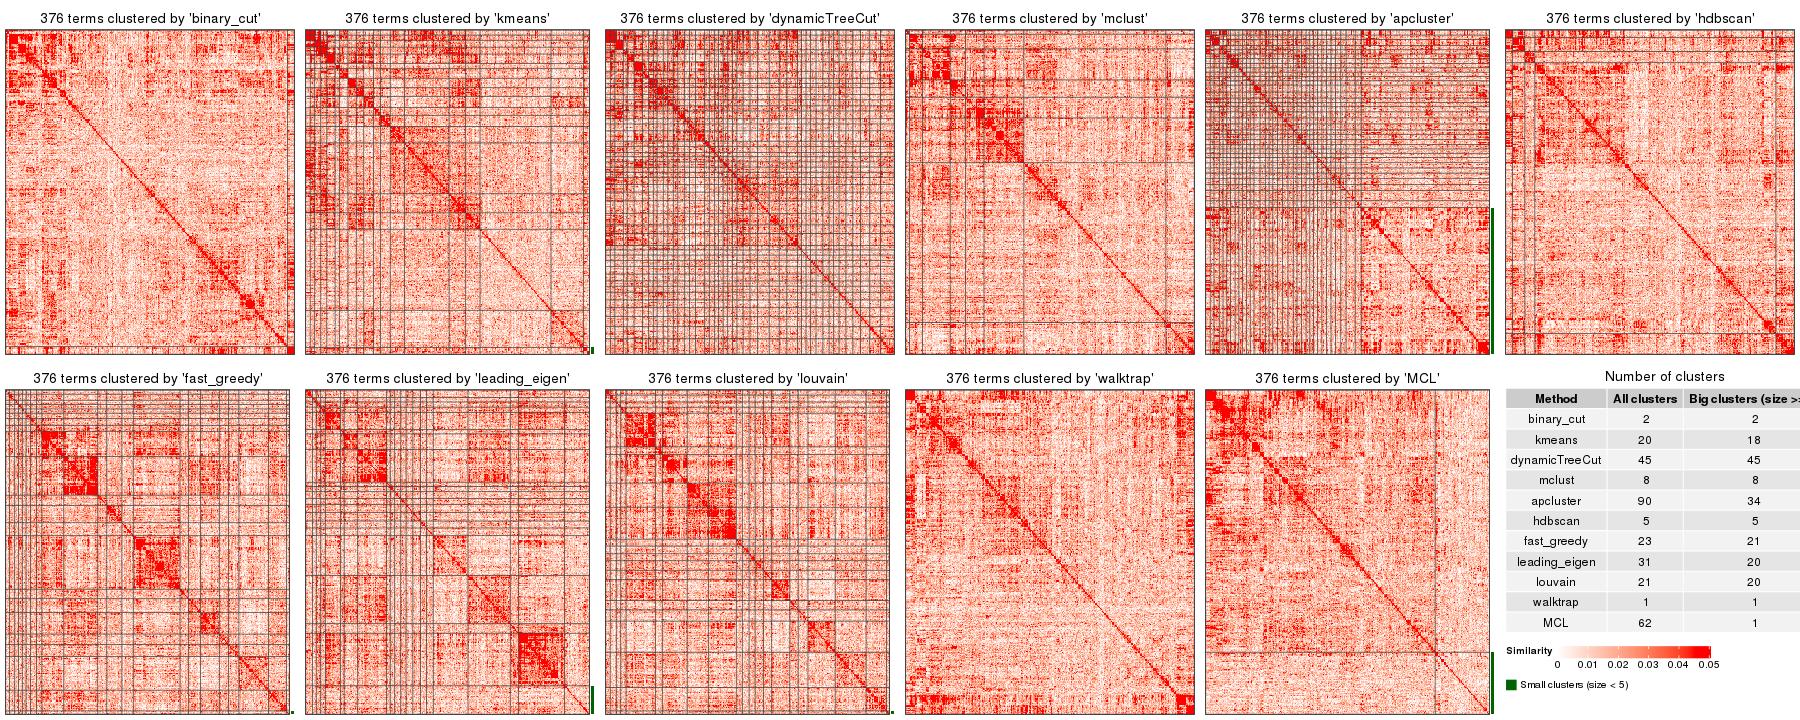 376 terms clustered by 'binary_cut'
376 terms clustered by 'kmeans'
376 terms clustered by 'dynamicTreeCut'
376 terms clustered by 'mclust'
376 terms clustered by 'apcluster'
376 terms clustered by 'hdbscan'
376 terms clustered by 'fast_greedy'
376 terms clustered by 'leading_eigen'
376 terms clustered by 'louvain'
376 terms clustered by 'walktrap'
376 terms clustered by 'MCL'
Number of clusters
Method All clusters Big clusters (size >=
binary_cut 2 2
kmeans 20 18
dynamicTreeCut 45 45
mclust 8 8
apcluster 90 34
hdbscan 5 5
fast_greedy 23 21
leading_eigen 31 20
louvain 21 20
walktrap 1 1
MCL 62 1
Similarity
0 0.01 0.02 0.03 0.04 0.05
Small clusters (size < 5)